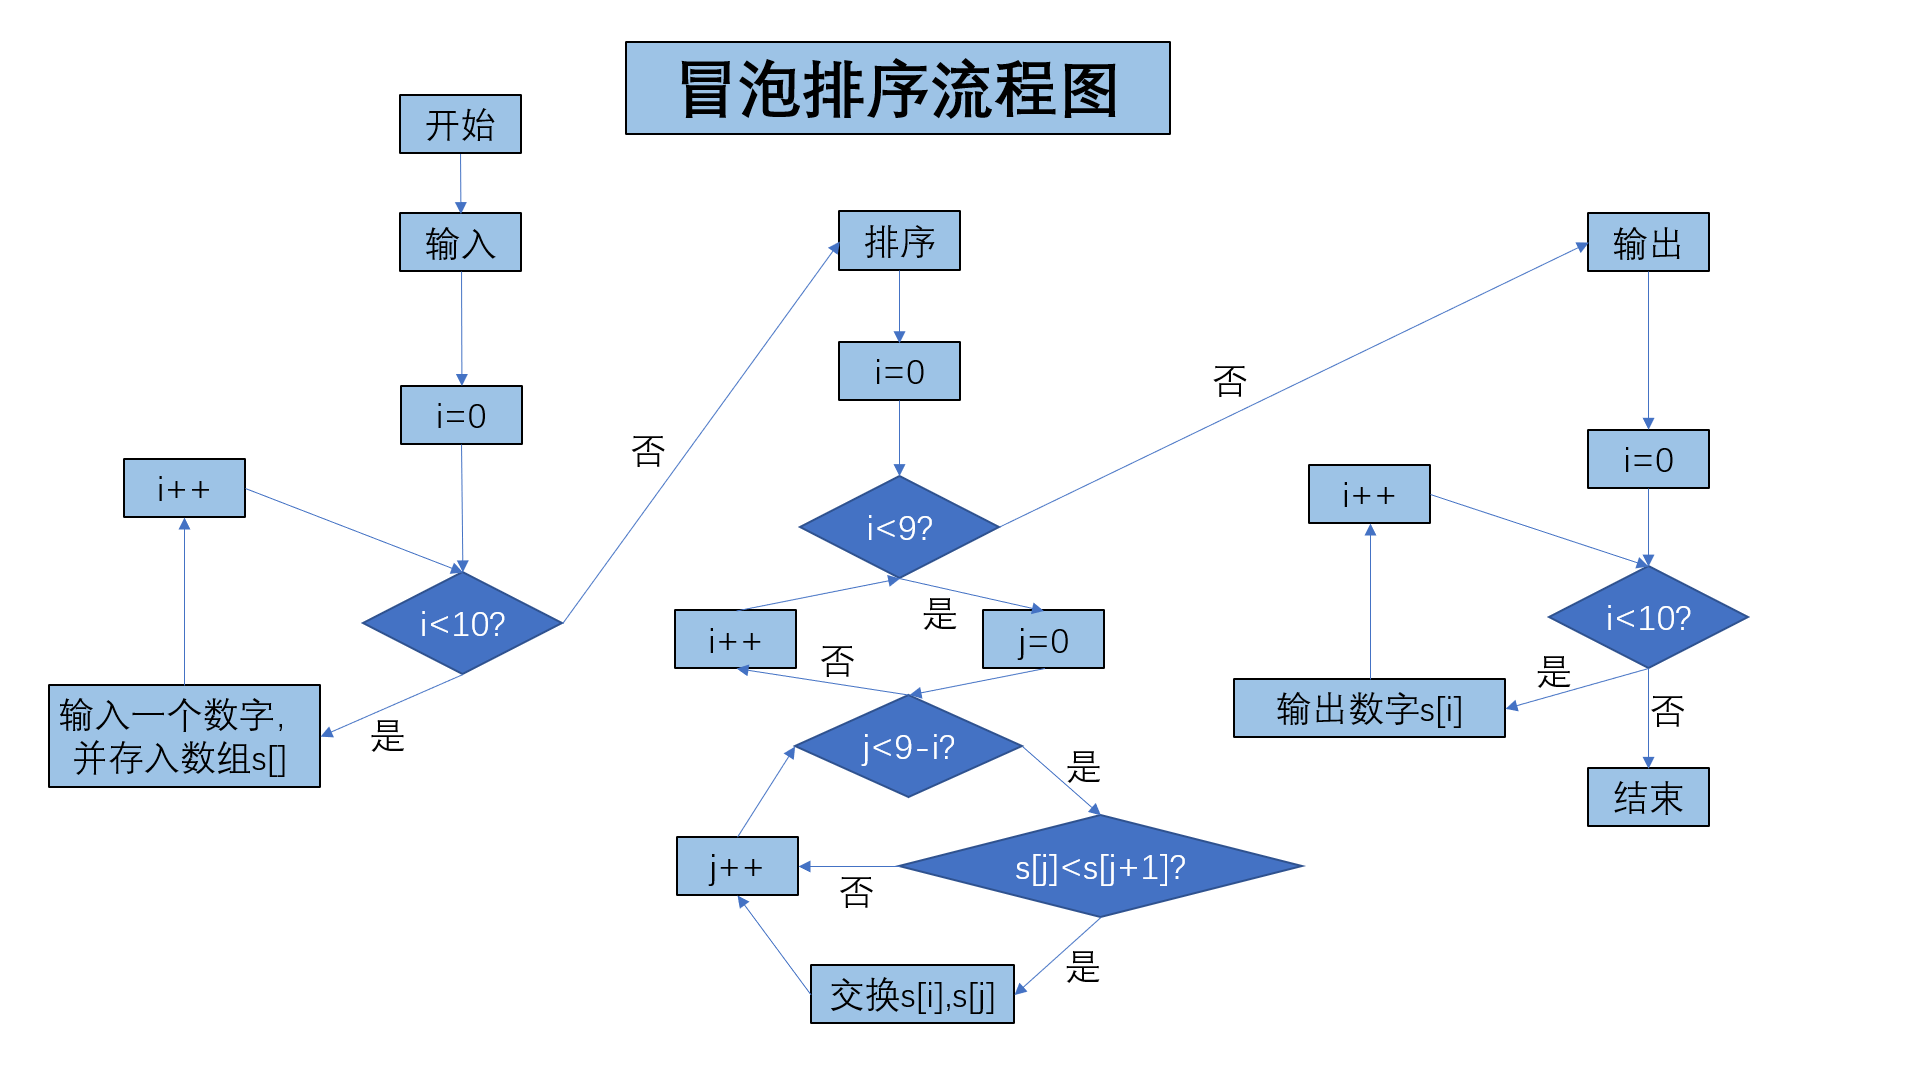 冒泡排序流程图
开始
输入
i=0
i++
i<10?
输入一个数字,
并存入数组s[]
是
否
排序
i=0
i<9?
是
否
i++
j=0
否
j<9-i?
是
j++
s[j]<s[j+1]?
否
是
交换s[i],s[j]
输出
i=0
i++
i<10?
是
输出数字s[i]
否
结束